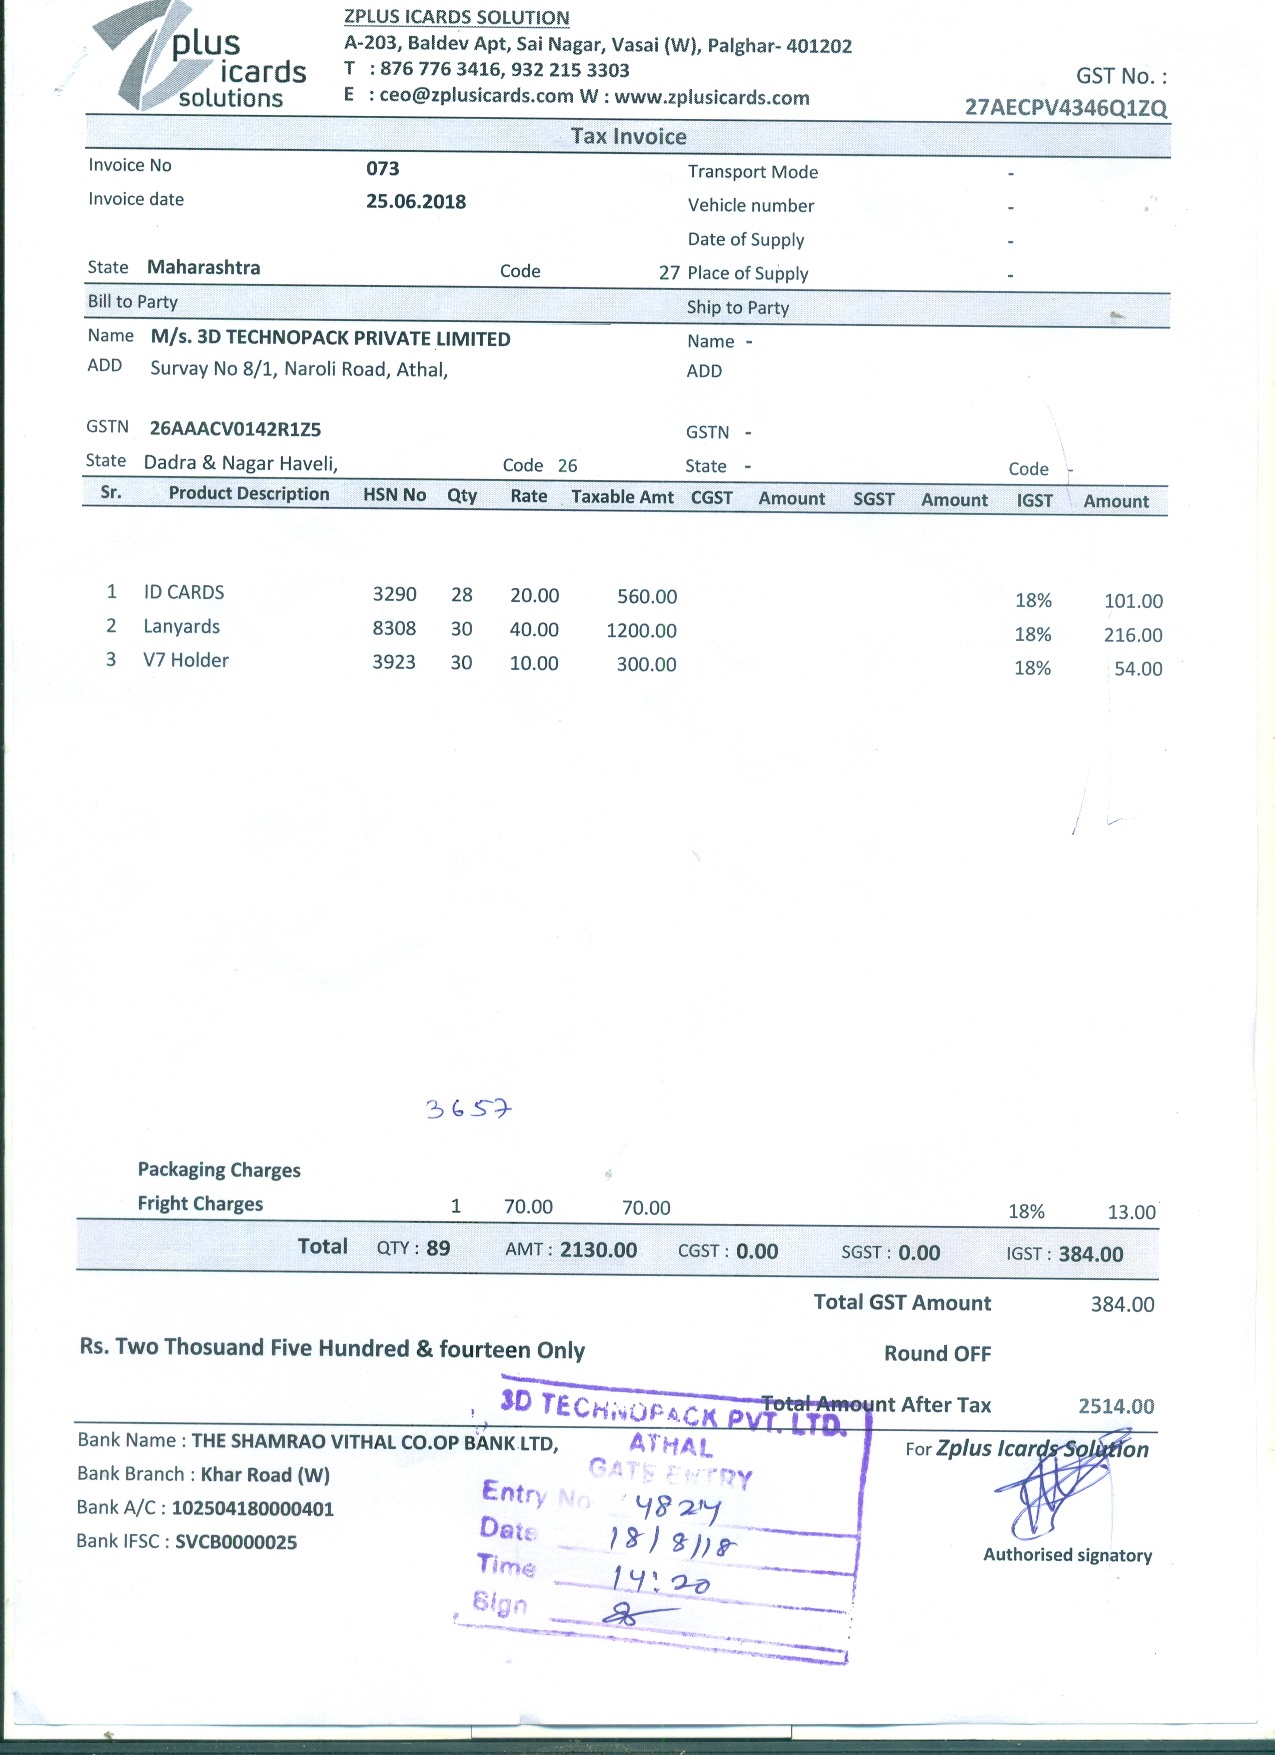 plus
icards
solutions
ZPLUS ICARDS SOLUTION
A-203, Baldev Apt, Sai Nagar, Vasai (W), Palghar- 401202
T : 876 776 3416, 932 215 3303
E : ceo@zplusicards.com W : www.zplusicards.com
GST No. :
27AECPV4346Q1ZQ
Tax Invoice
Invoice No 073 Transport Mode -
Invoice date 25.06.2018 Vehicle number -
Date of Supply -
State Maharashtra Code 27 Place of Supply -
Bill to Party Ship to Party
Name M/s. 3D TECHNOPACK PRIVATE LIMITED Name -
ADD Survay No 8/1, Naroli Road, Athal, ADD
GSTN 26AAACV0142R1Z5 GSTN -
State Dadra & Nagar Haveli, Code 26 State - Code -
Sr. Product Description HSN No Qty Rate Taxable Amt CGST Amount SGST Amount IGST Amount
1 ID CARDS 3290 28 20.00 560.00 18% 101.00
2 Lanyards 8308 30 40.00 1200.00 18% 216.00
3 V7 Holder 3923 30 10.00 300.00 18% 54.00
3657
Packaging Charges
Fright Charges 1 70.00 70.00 18% 13.00
Total QTY : 89 AMT : 2130.00 CGST : 0.00 SGST : 0.00 IGST : 384.00
Total GST Amount 384.00
Rs. Two Thosuand Five Hundred & fourteen Only Round OFF
Total Amount After Tax 2514.00
Bank Name : THE SHAMRAO VITHAL CO.OP BANK LTD,
Bank Branch : Khar Road (W)
Bank A/C : 102504180000401
Bank IFSC : SVCB0000025
3D TECHNOPACK PVT. LTD.
ATHAL
GATE ENTRY
Entry No 4824
Date 18/8/18
Time 14:20
Sign
For Zplus Icards Solution
Authorised signatory